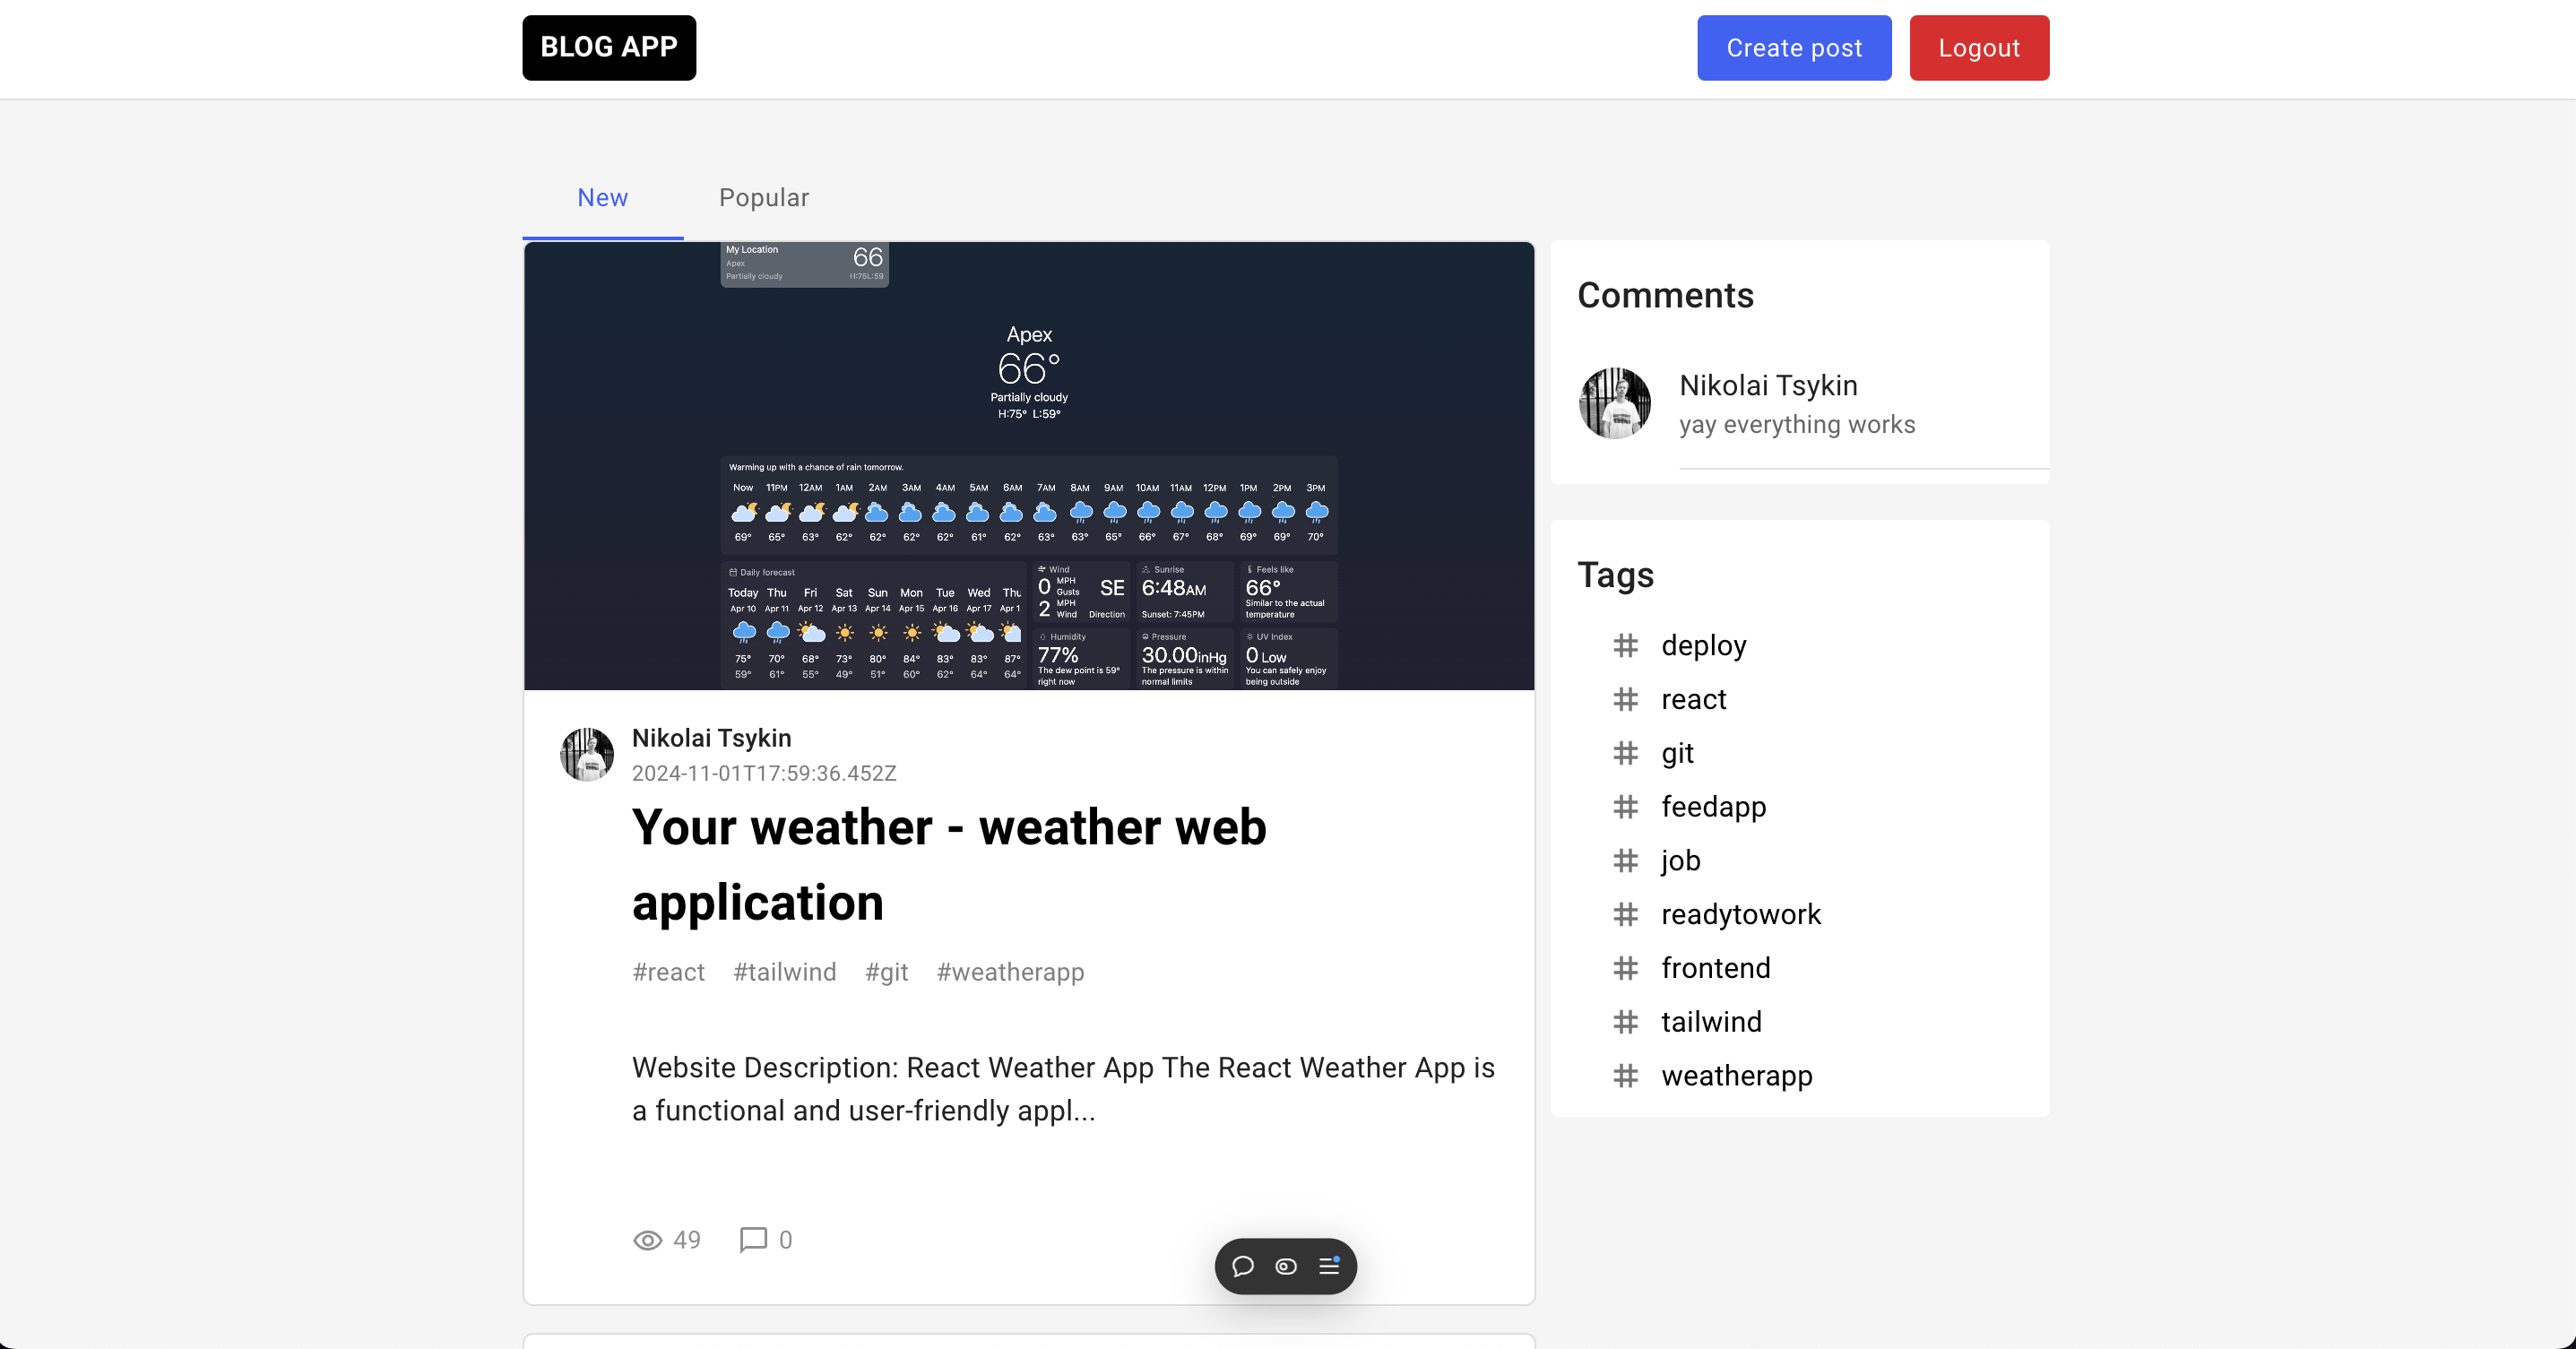 BLOG APP
Create post
Logout
New
Popular
My Location
66
Apex
Partially cloudy
H:75L:59
Apex
66°
Partially cloudy
H:75° L:59°
Warming up with a chance of rain tomorrow.
Now 11PM 12AM 1AM 2AM 3AM 4AM 5AM 6AM 7AM 8AM 9AM 10AM 11AM 12PM 1PM 2PM 3PM
69° 65° 63° 62° 62° 62° 62° 61° 62° 63° 63° 65° 66° 67° 68° 69° 69° 70°
Daily forecast
Today Thu Fri Sat Sun Mon Tue Wed Thu
Apr 10 Apr 11 Apr 12 Apr 13 Apr 14 Apr 15 Apr 16 Apr 17 Apr 1
75° 70° 68° 73° 80° 84° 83° 83° 87°
59° 61° 55° 49° 51° 60° 62° 64° 64°
Wind
0 MPH Gusts
2 MPH Wind
SE
Direction
Sunrise
6:48AM
Sunset: 7:45PM
Feels like
66°
Similar to the actual
temperature
Humidity
77%
The dew point is 59°
right now
Pressure
30.00inHg
The pressure is within
normal limits
UV Index
0 Low
You can safely enjoy
being outside
Nikolai Tsykin
2024-11-01T17:59:36.452Z
Your weather - weather web
application
#react #tailwind #git #weatherapp
Website Description: React Weather App The React Weather App is
a functional and user-friendly appl...
49
0
Comments
Nikolai Tsykin
yay everything works
Tags
# deploy
# react
# git
# feedapp
# job
# readytowork
# frontend
# tailwind
# weatherapp